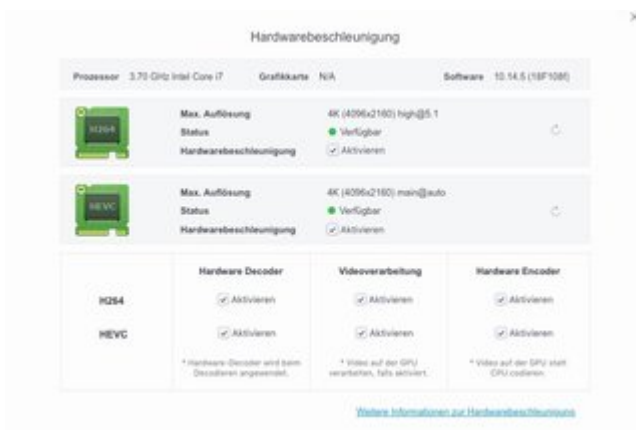 Hardwarebeschleunigung
Prozessor 3.70 GHz Intel Core i7 Grafikkarte N/A Software 10.14.5 (18F108f)
H264
Max. Auflösung 4K (4096x2160) high@5.1
Status Verfügbar
Hardwarebeschleunigung Aktivieren
HEVC
Max. Auflösung 4K (4096x2160) main@auto
Status Verfügbar
Hardwarebeschleunigung Aktivieren
Hardware Decoder Videoverarbeitung Hardware Encoder
H264 Aktivieren Aktivieren Aktivieren
HEVC Aktivieren Aktivieren Aktivieren
* Hardware-Decoder wird beim * Video auf der GPU * Video auf der GPU statt
Decodieren angewendet. verarbeiten, falls aktiviert. CPU codieren.
Weitere Informationen zur Hardwarebeschleunigung